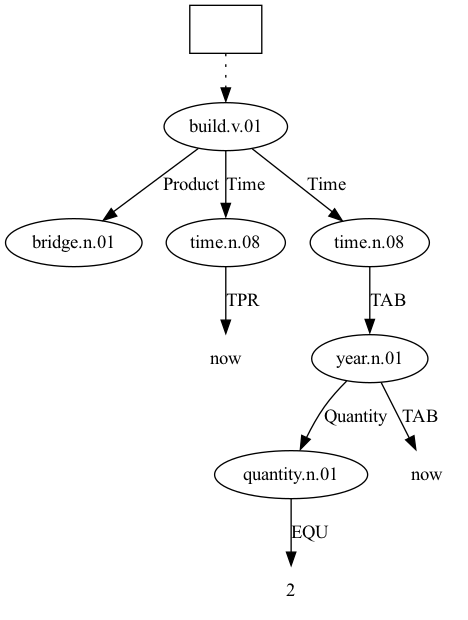 build.v.01
Product Time Time
bridge.n.01 time.n.08 time.n.08
TPR TAB
now year.n.01
Quantity TAB
quantity.n.01 now
EQU
2